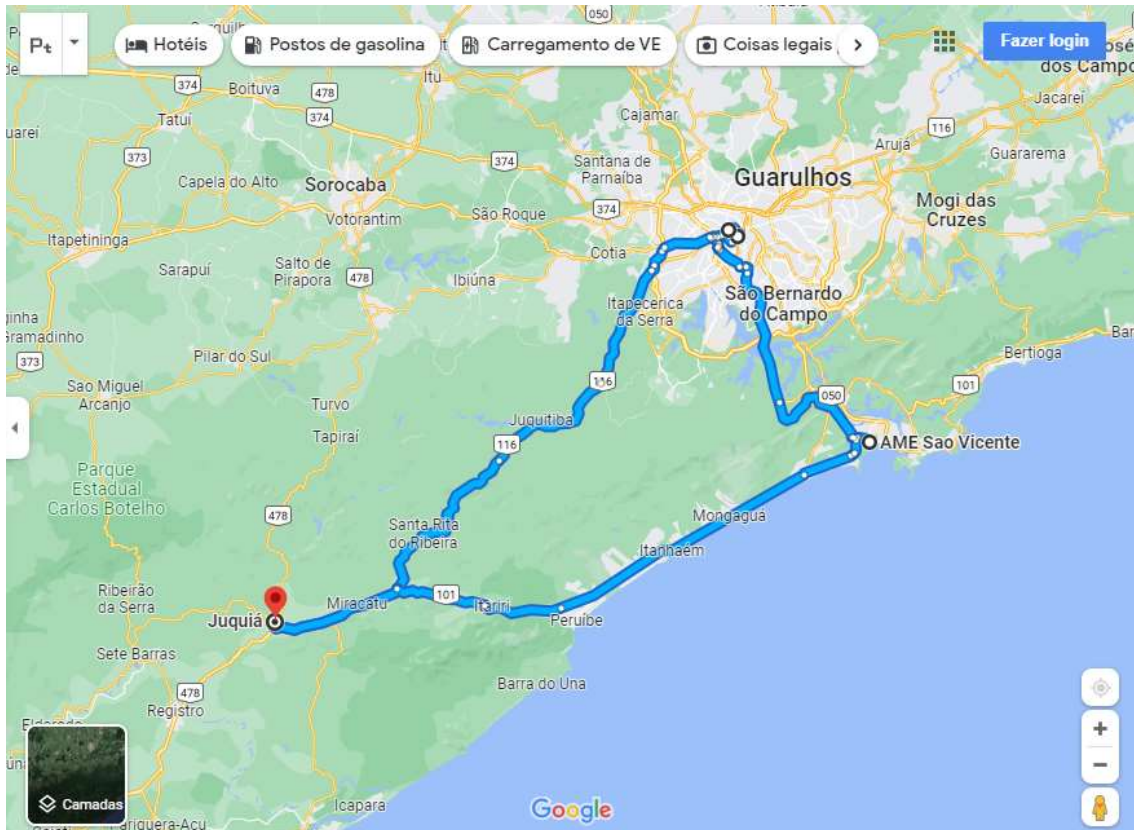 050
Hotéis
Postos de gasolina
Carregamento de VE
Coisas legais
Fazer login
dos Campo
Itu
374
Boituva
478
374
Cajamar
Jacareí
Tatuí
116
Arujá
373
374
Santana de
Parnaíba
Guararema
Capela do Alto
Sorocaba
Guarulhos
Votorantim
São Roque
374
Mogi das
Cruzes
Itapetininga
Cotia
Sarapuí
Salto de
Pirapora
478
Ibiúna
Itapecerica
da Serra
São Bernardo
do Campo
Gramadinho
373
Pilar do Sul
Bertioga
Sao Miguel
Arcanjo
116
101
050
Turvo
Juquitiba
Tapiraí
116
AME Sao Vicente
Parque
Estadual
Carlos Botelho
478
Mongaguá
Santa Rita
do Ribeira
Itanhaém
Ribeirão
da Serra
Miracatu
101
Itariri
Juquiá
Peruíbe
Sete Barras
478
Barra do Una
Registro
Camadas
Icapara
Google
Pariquera-Açu